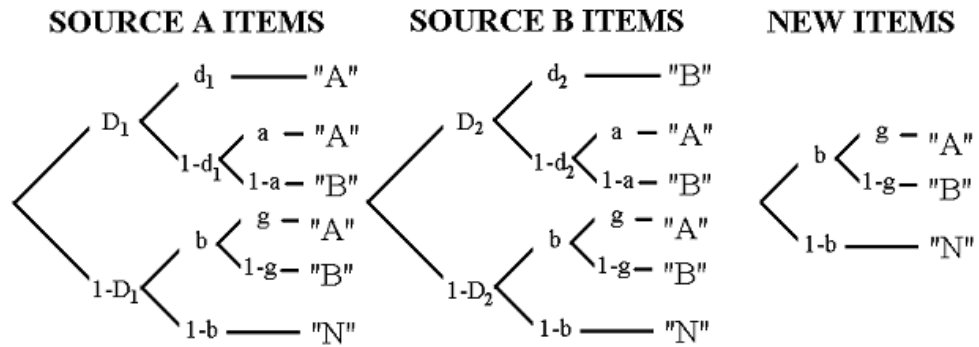 SOURCE A ITEMS SOURCE B ITEMS NEW ITEMS
d₁ "A" d₂ "B"
D₁ a "A" D₂ a "A" g "A"
1-d₁ 1-d₂ b
1-a "B" 1-a "B" 1-g "B"
g "A" g "A"
b b 1-b "N"
1-g "B" 1-g "B"
1-D₁ 1-D₂
1-b "N" 1-b "N"